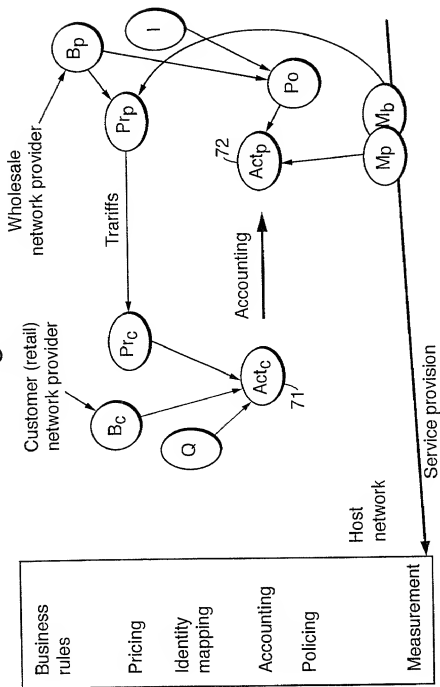 Customer (retail)
network provider
Wholesale
network provider
Business
rules
Bc
Bp
I
Pricing
Prc
Trariffs
Prp
Identity
mapping
Q
Po
Accounting
Actc
71
Accounting
Actp
72
Policing
Host
network
Mp
Mb
Measurement
Service provision